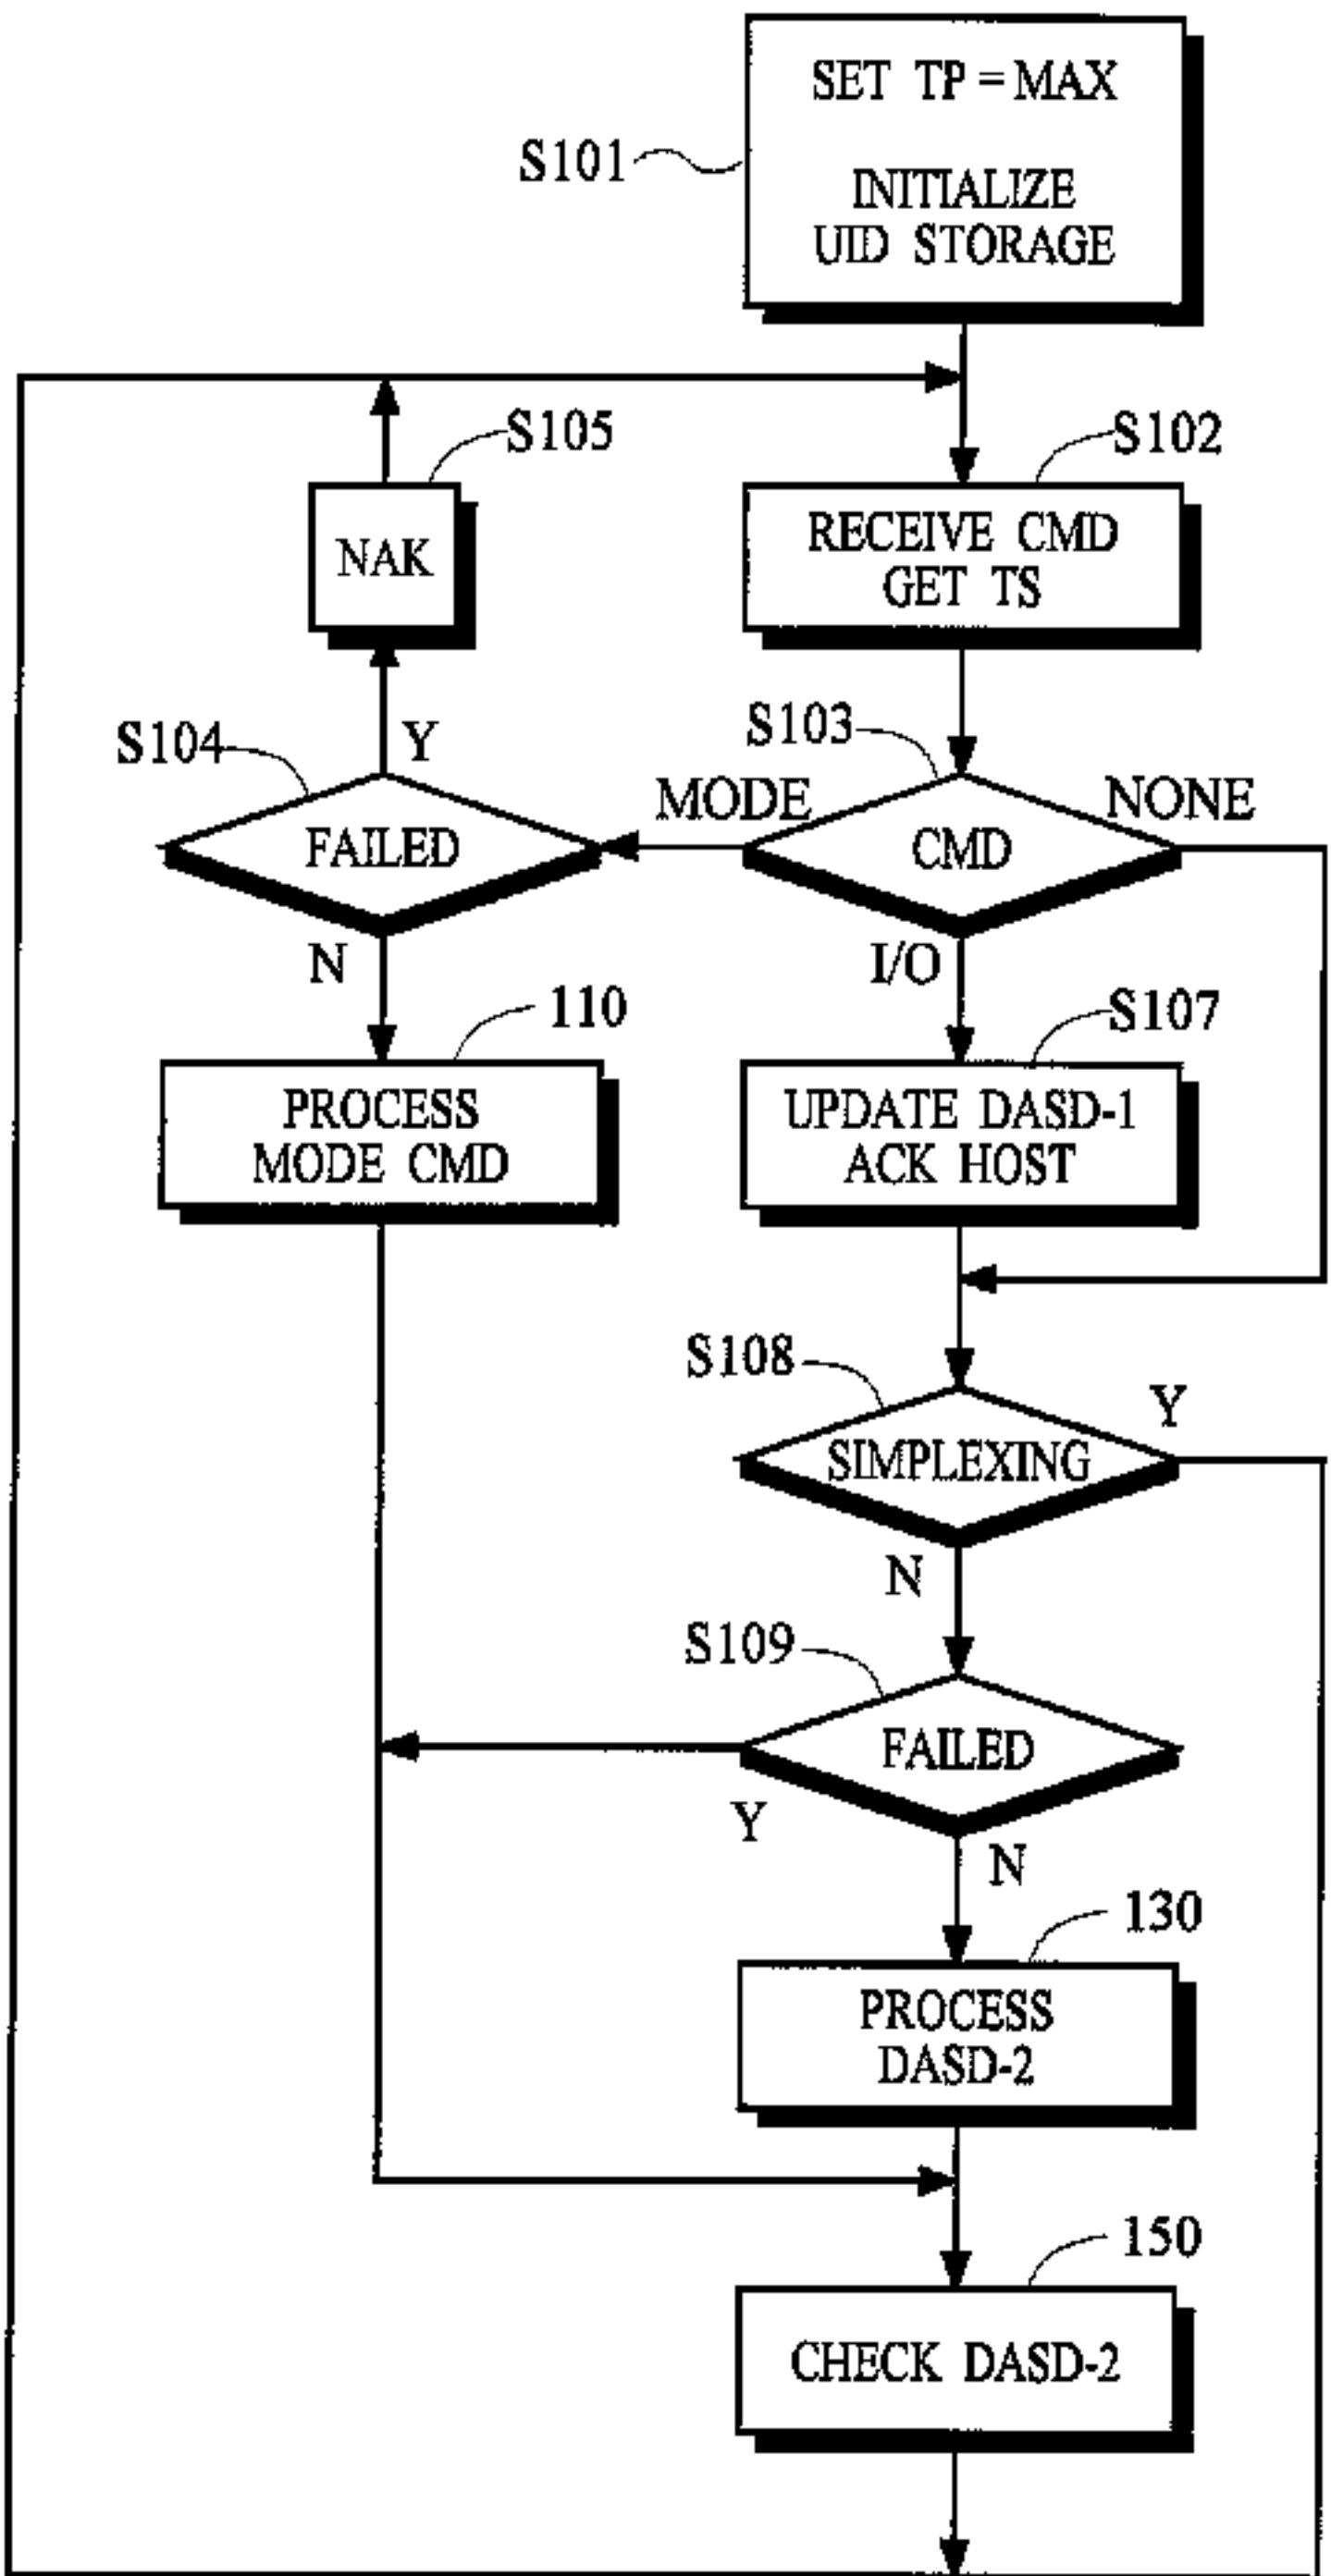 SET TP = MAX
INITIALIZE
UID STORAGE
S101
S105
S102
NAK
RECEIVE CMD
GET TS
S104
Y
S103
MODE
NONE
FAILED
CMD
N
I/O
110
S107
PROCESS
MODE CMD
UPDATE DASD-1
ACK HOST
S108
Y
SIMPLEXING
N
S109
FAILED
Y
N
130
PROCESS
DASD-2
150
CHECK DASD-2